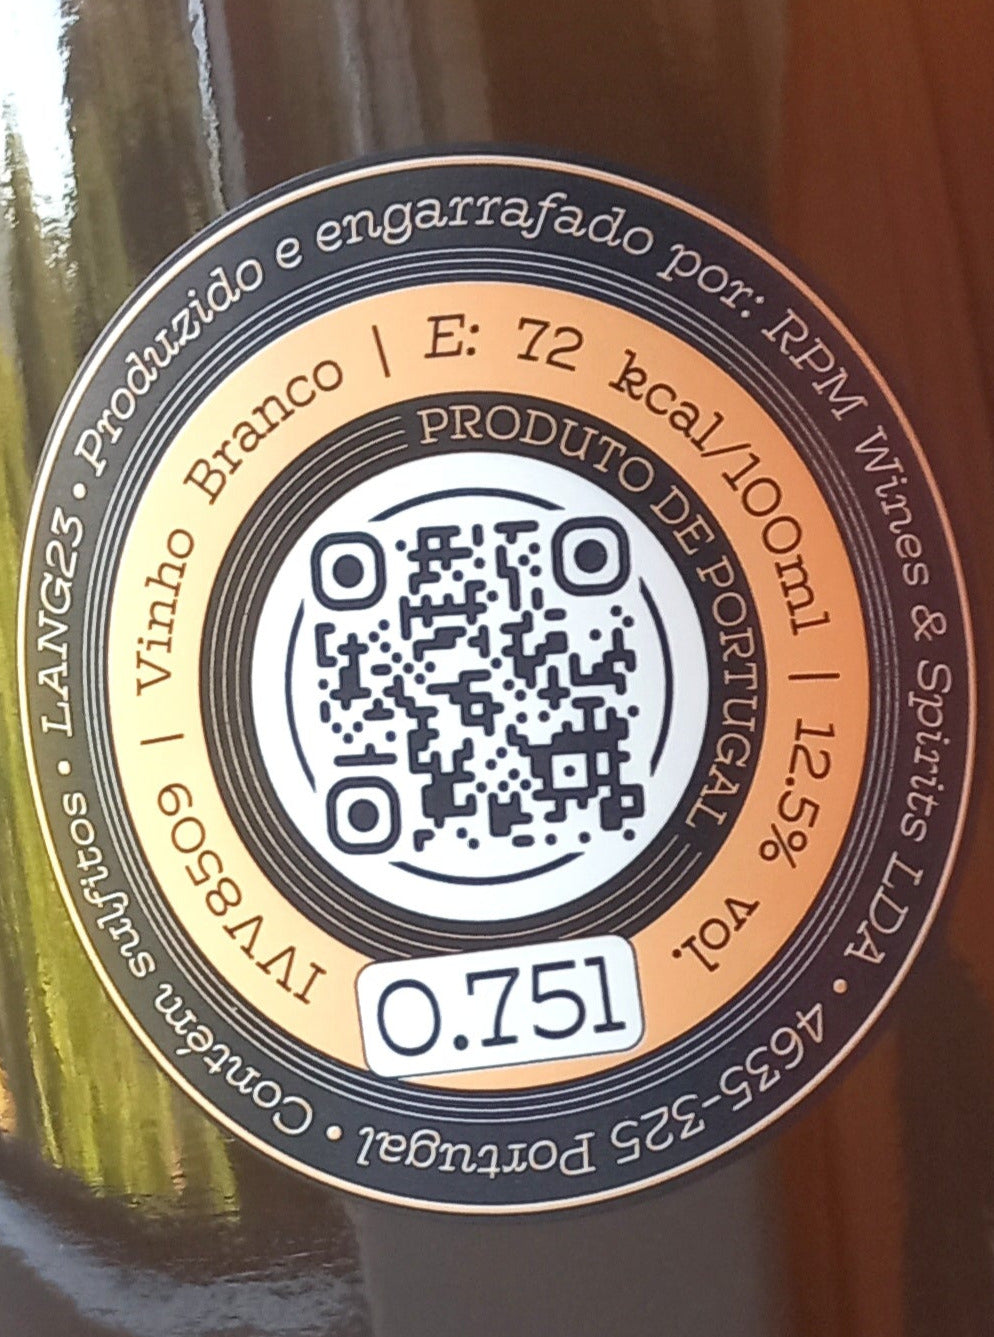 Produzido e engarrafado por: RPM Wines & Spirits LDA • 4635-325 Portugal • Contém sulfitos • LANG23 •
IVV8509 | Vinho Branco | E: 72 kcal/100ml | 12.5% vol.
PRODUTO DE PORTUGAL
0.75l